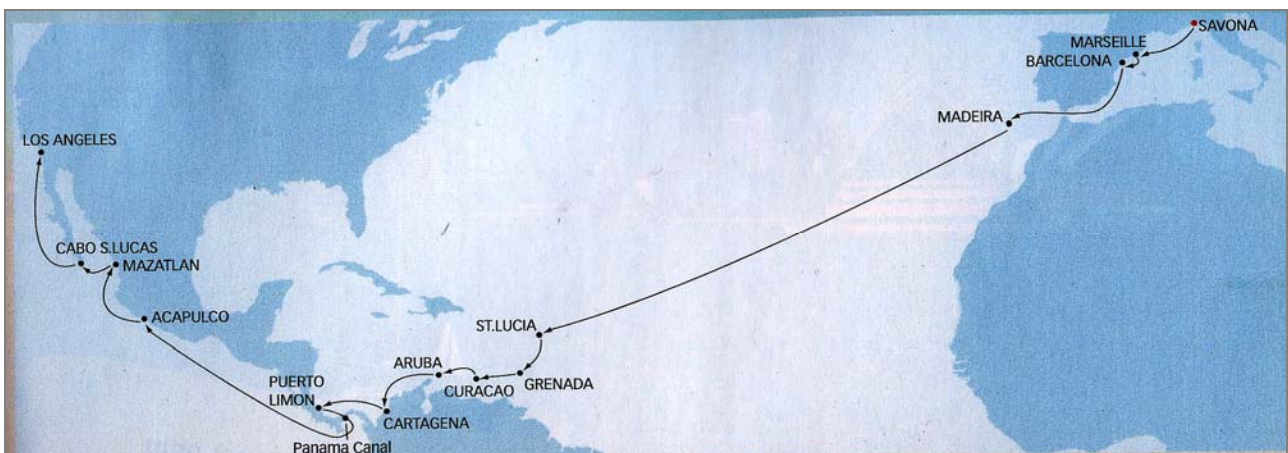 SAVONA
MARSEILLE
BARCELONA
MADEIRA
LOS ANGELES
CABO S.LUCAS
MAZATLAN
ACAPULCO
ST.LUCIA
GRENADA
ARUBA
CURACAO
PUERTO
LIMON
CARTAGENA
Panama Canal